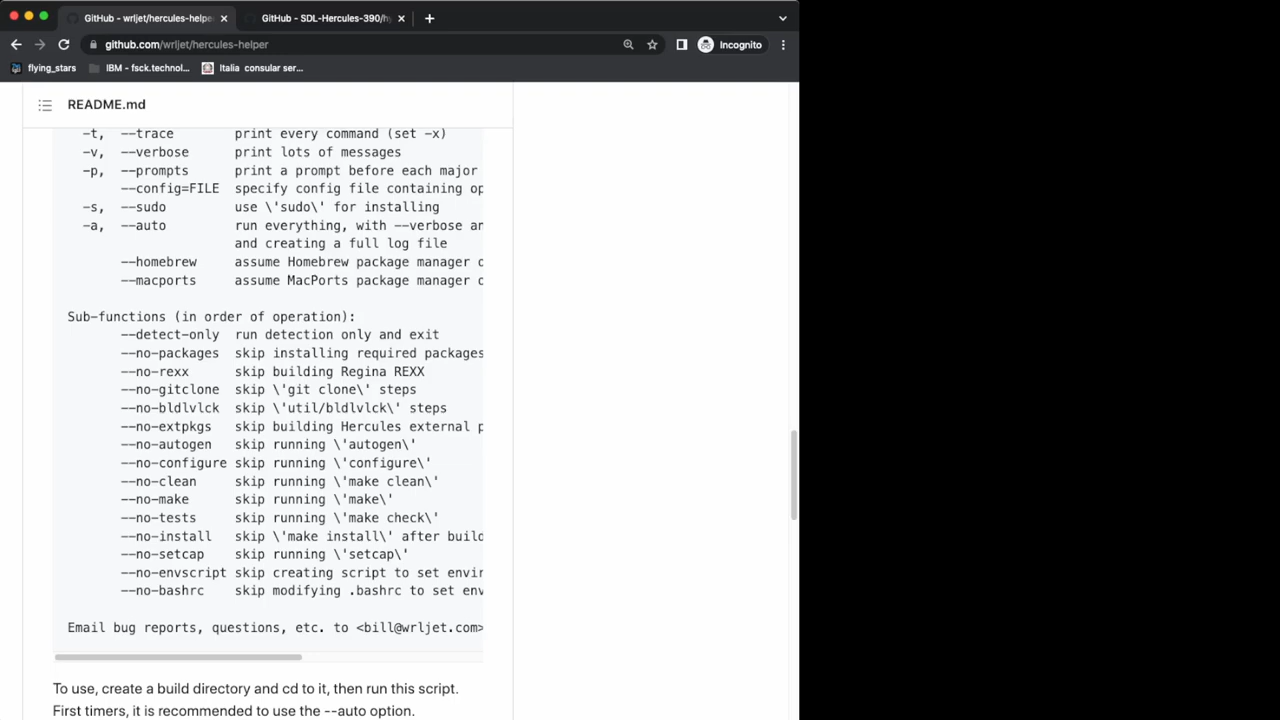 GitHub - wrljet/hercules-helpe
GitHub - SDL-Hercules-390/hy
github.com/wrljet/hercules-helper
Incognito
flying_stars
IBM - fsck.technol...
Italia consular ser...
README.md
-t, --trace print every command (set -x)
-v, --verbose print lots of messages
-p, --prompts print a prompt before each major
--config=FILE specify config file containing op
-s, --sudo use \'sudo\' for installing
-a, --auto run everything, with --verbose an
and creating a full log file
--homebrew assume Homebrew package manager o
--macports assume MacPorts package manager o
Sub-functions (in order of operation):
--detect-only run detection only and exit
--no-packages skip installing required packages
--no-rexx skip building Regina REXX
--no-gitclone skip \'git clone\' steps
--no-bldlvlck skip \'util/bldlvlck\' steps
--no-extpkgs skip building Hercules external p
--no-autogen skip running \'autogen\'
--no-configure skip running \'configure\'
--no-clean skip running \'make clean\'
--no-make skip running \'make\'
--no-tests skip running \'make check\'
--no-install skip \'make install\' after build
--no-setcap skip running \'setcap\'
--no-envscript skip creating script to set envir
--no-bashrc skip modifying .bashrc to set env
Email bug reports, questions, etc. to <bill@wrljet.com>
To use, create a build directory and cd to it, then run this script.
First timers, it is recommended to use the --auto option.